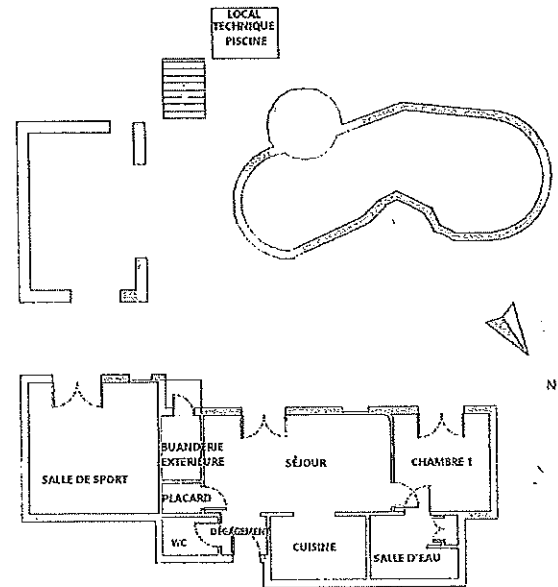 LOCAL
TECHNIQUE
PISCINE
N
BUANDERIE
EXTERIEURE
SALLE DE SPORT
SÉJOUR
CHAMBRE 1
PLACARD
DÉGAGEMENT
WC
CUISINE
SALLE D'EAU